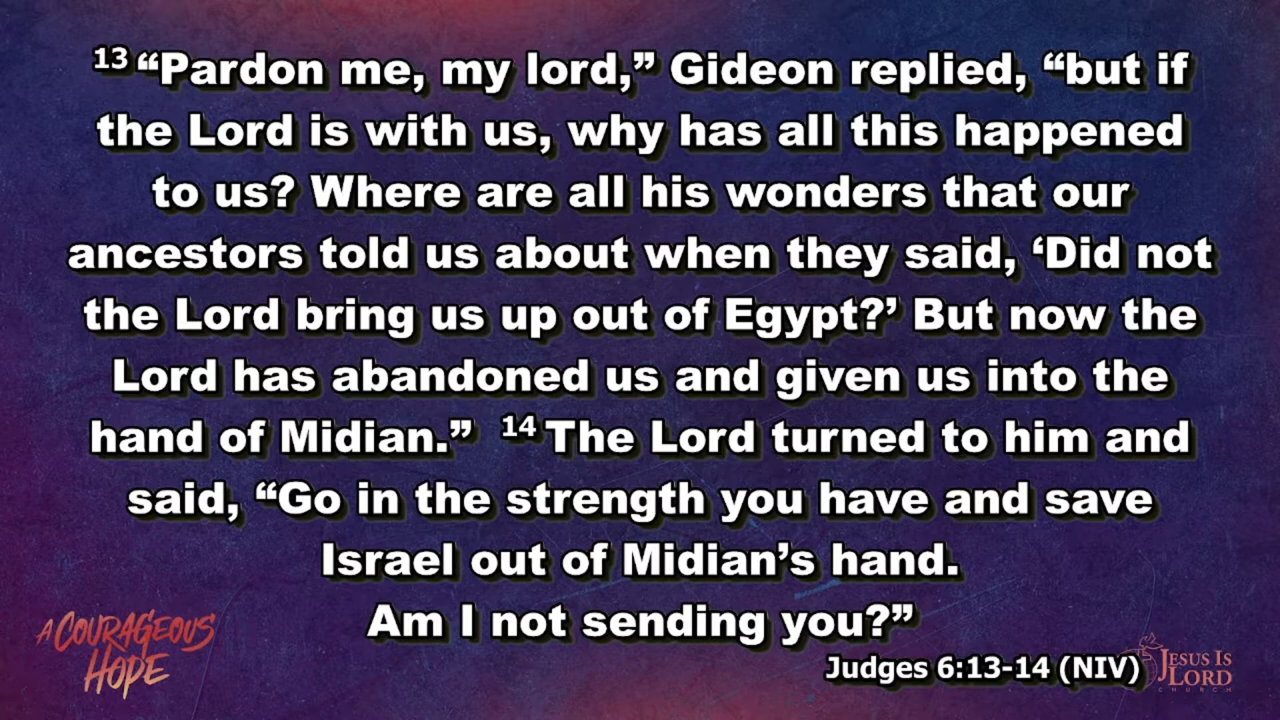 13 “Pardon me, my lord,” Gideon replied, “but if
the Lord is with us, why has all this happened
to us? Where are all his wonders that our
ancestors told us about when they said, ‘Did not
the Lord bring us up out of Egypt?’ But now the
Lord has abandoned us and given us into the
hand of Midian.” 14 The Lord turned to him and
said, “Go in the strength you have and save
Israel out of Midian’s hand.
Am I not sending you?”
Judges 6:13-14 (NIV)
A COURAGEOUS
HOPE
JESUS IS
LORD
CHURCH